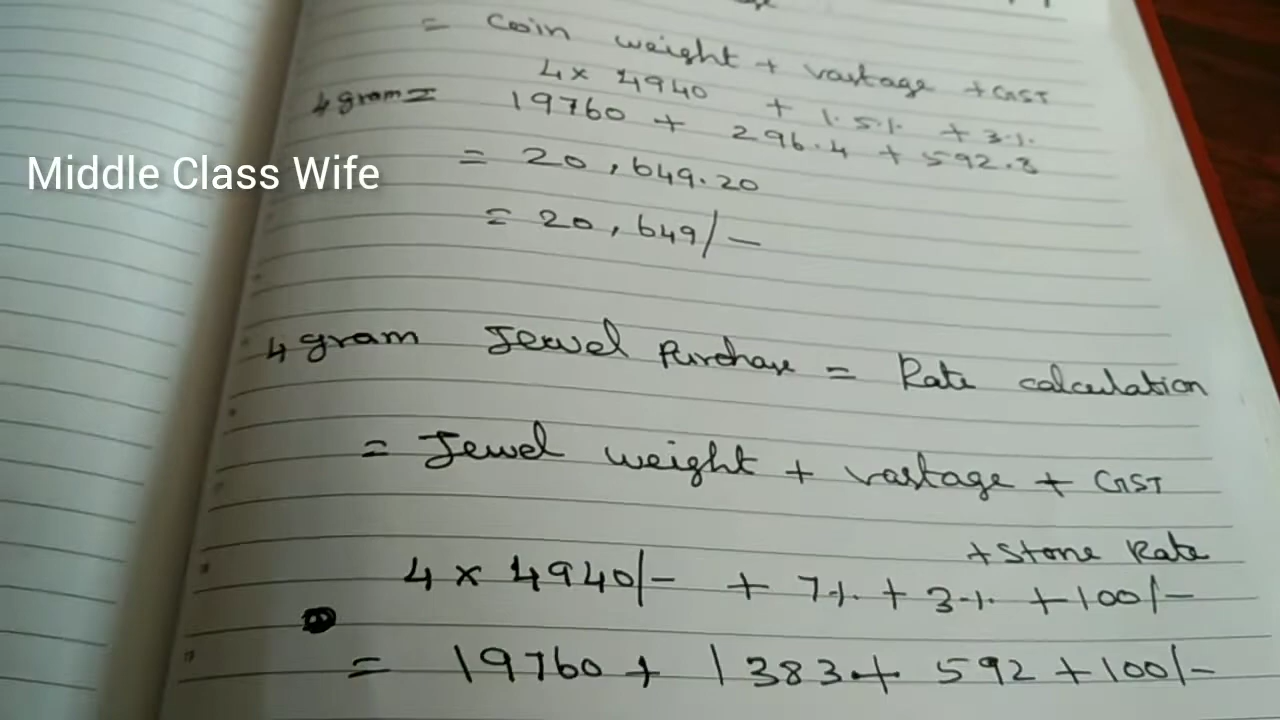 = Coin weight + vastage + GST
4 x 4940 + 1.5% + 3%
4 gram = 19760 + 296.4 + 592.8
= 20,649.20
Middle Class Wife
= 20,649/-
4 gram Jewel Purchase = Rate calculation
= Jewel weight + vastage + GST
+ Stone Rate
4 x 4940/- + 7% + 3% + 100/-
= 19760 + 1383 + 592 + 100/-